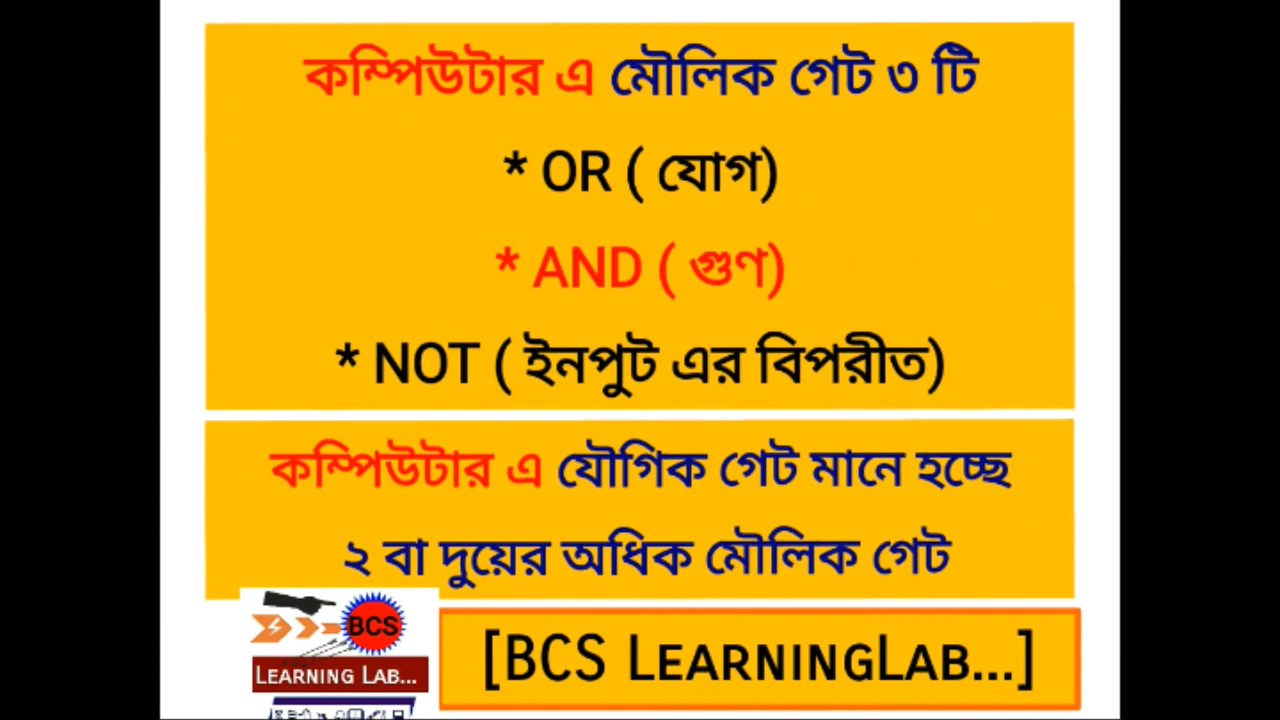 কম্পিউটার এ মৌলিক গেট ৩ টি
* OR ( যোগ)
* AND ( গুণ)
* NOT ( ইনপুট এর বিপরীত)
কম্পিউটার এ যৌগিক গেট মানে হচ্ছে
২ বা দুয়ের অধিক মৌলিক গেট
BCS
LEARNING LAB...
[BCS LEARNINGLAB...]